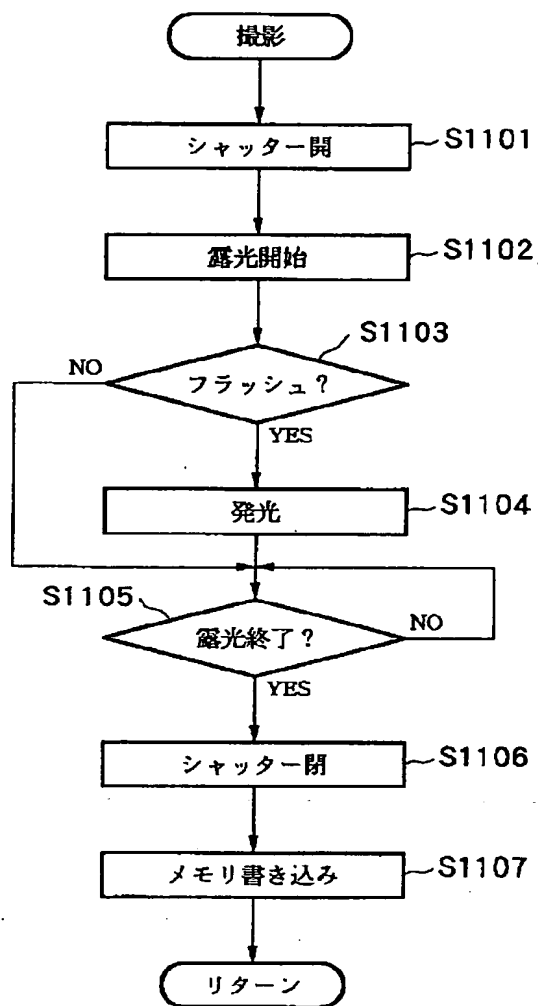 撮影
シャッター開
S1101
露光開始
S1102
S1103
フラッシュ?
NO
YES
発光
S1104
S1105
露光終了?
NO
YES
シャッター閉
S1106
メモリ書き込み
S1107
リターン